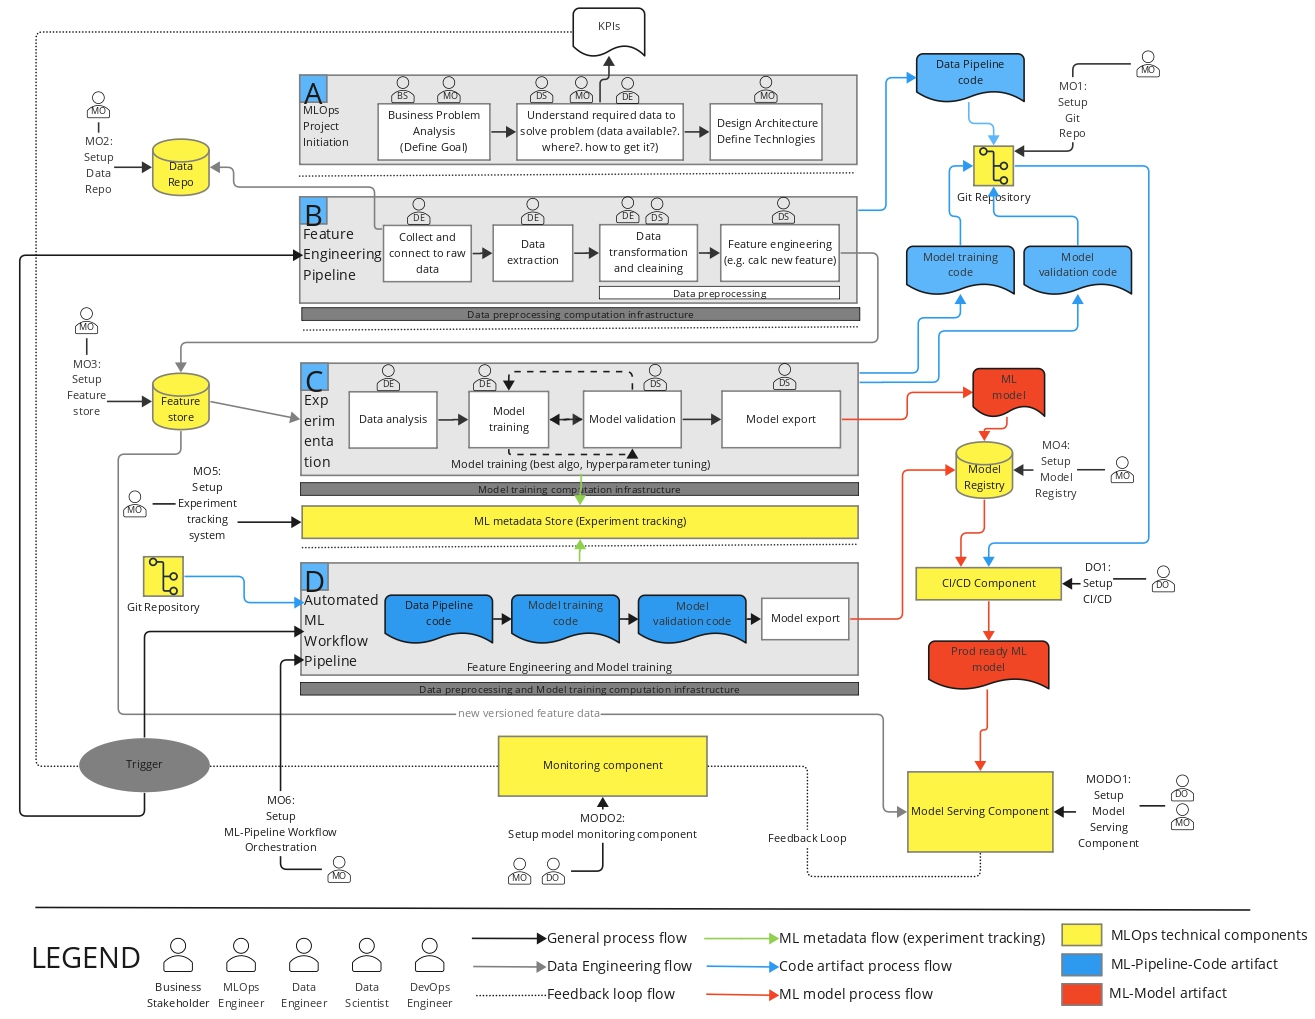 KPIs
A
MLOps
Project
Initiation
BS
MO
Business Problem
Analysis
(Define Goal)
DS
MO
DE
Understand required data to
solve problem (data available?.
where?. how to get it?)
MO
Design Architecture
Define Technlogies
MO
MO2:
Setup
Data
Repo
Data
Repo
Data Pipeline
code
MO
MO1:
Setup
Git
Repo
Git Repository
B
Feature
Engineering
Pipeline
DE
Collect and
connect to raw
data
DE
Data
extraction
DE
DS
Data
transformation
and cleaining
DS
Feature engineering
(e.g. calc new feature)
Data preprocessing
Data preprocessing computation infrastructure
Model training
code
Model
validation code
MO
MO3:
Setup
Feature
store
Feature
store
C
Exp
erim
enta
tion
DE
Data analysis
DE
Model
training
DS
Model validation
DS
Model export
Model training (best algo, hyperparameter tuning)
Model training computation infrastructure
ML
model
Model
Registry
MO4:
Setup
Model
Registry
MO
MO
MO5:
Setup
Experiment
tracking
system
ML metadata Store (Experiment tracking)
Git Repository
D
Automated
ML
Workflow
Pipeline
Data Pipeline
code
Model training
code
Model
validation code
Model export
Feature Engineering and Model training
Data preprocessing and Model training computation infrastructure
CI/CD Component
DO1:
Setup
CI/CD
DO
Prod ready ML
model
new versioned feature data
Trigger
Monitoring component
MO6:
Setup
ML-Pipeline Workflow
Orchestration
MO
MODO2:
Setup model monitoring component
MO
DO
Feedback Loop
Model Serving Component
MODO1:
Setup
Model
Serving
Component
DO
MO
LEGEND
Business
Stakeholder
MLOps
Engineer
Data
Engineer
Data
Scientist
DevOps
Engineer
General process flow
Data Engineering flow
Feedback loop flow
ML metadata flow (experiment tracking)
Code artifact process flow
ML model process flow
MLOps technical components
ML-Pipeline-Code artifact
ML-Model artifact